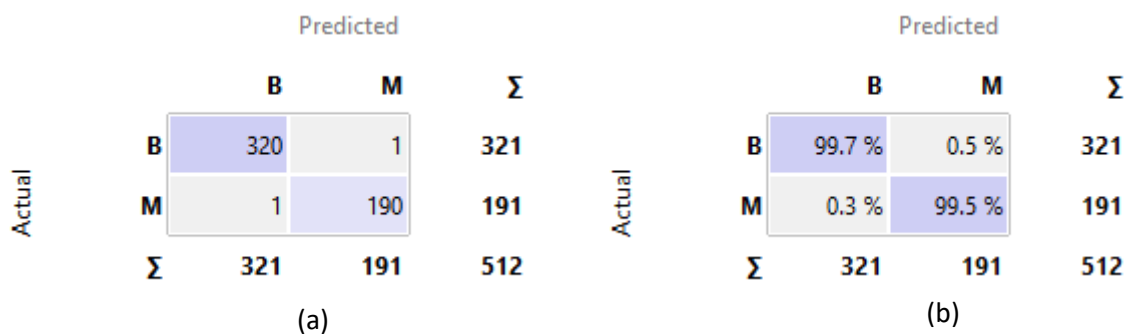 Predicted
B M Σ
B 320 1 321
M 1 190 191
Σ 321 191 512
Actual
(a)
Predicted
B M Σ
B 99.7 % 0.5 % 321
M 0.3 % 99.5 % 191
Σ 321 191 512
Actual
(b)